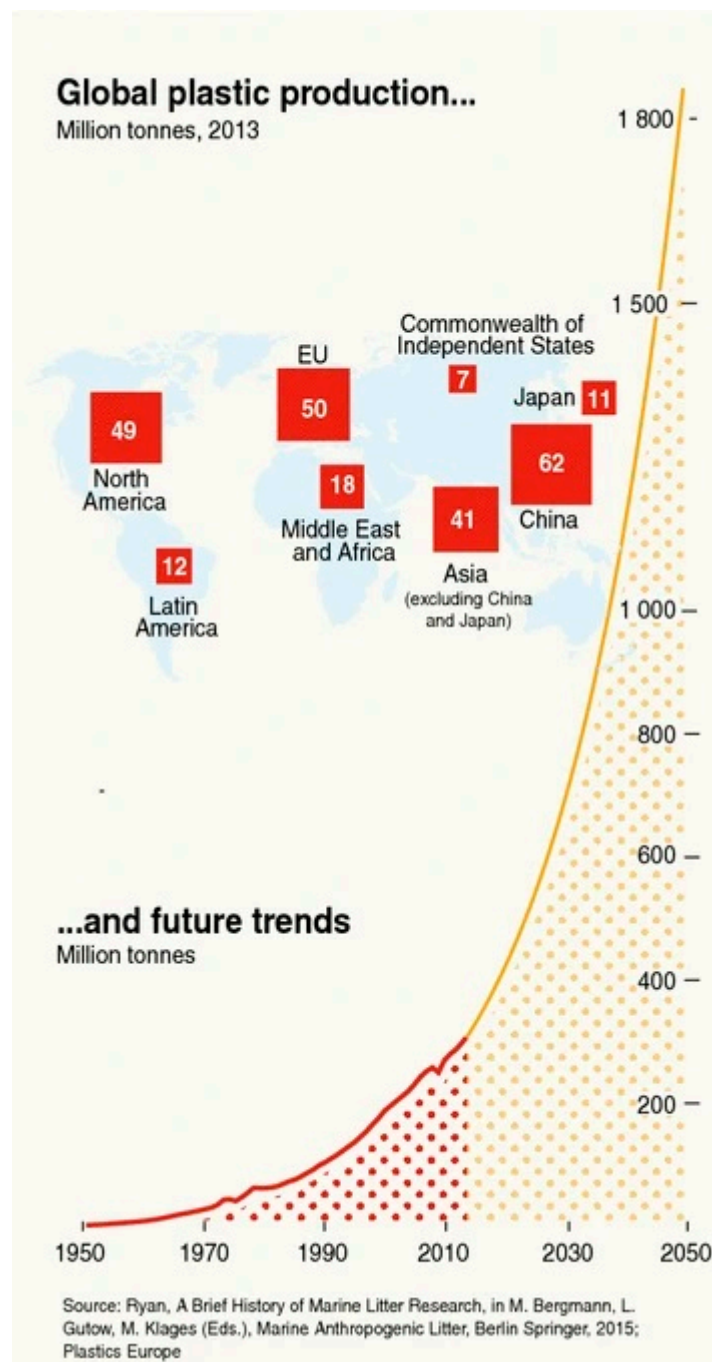 Global plastic production...
Million tonnes, 2013
1 800
1 500
Commonwealth of
Independent States
7
EU
50
Japan
11
49
North
America
62
China
18
Middle East
and Africa
41
Asia
(excluding China
and Japan)
12
Latin
America
1 000
800
600
...and future trends
Million tonnes
400
200
1950
1970
1990
2010
2030
2050
Source: Ryan, A Brief History of Marine Litter Research, in M. Bergmann, L.
Gutow, M. Klages (Eds.), Marine Anthropogenic Litter, Berlin Springer, 2015;
Plastics Europe